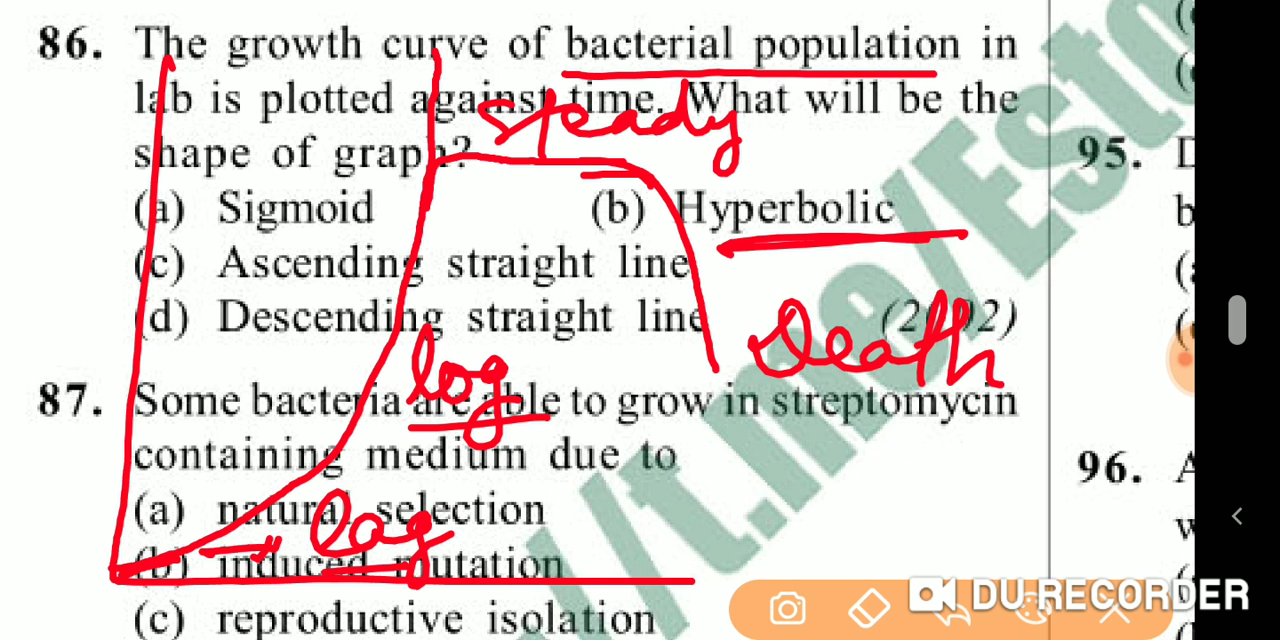 86. The growth curve of bacterial population in
lab is plotted against time. What will be the
shape of graph?
(a) Sigmoid (b) Hyperbolic
(c) Ascending straight line
(d) Descending straight line (2002)
87. Some bacteria are able to grow in streptomycin
containing medium due to
(a) natural selection
(b) induced mutation
(c) reproductive isolation
steady
log
death
lag
95.
b
96. A
w
//t.me/Esto
DU RECORDER